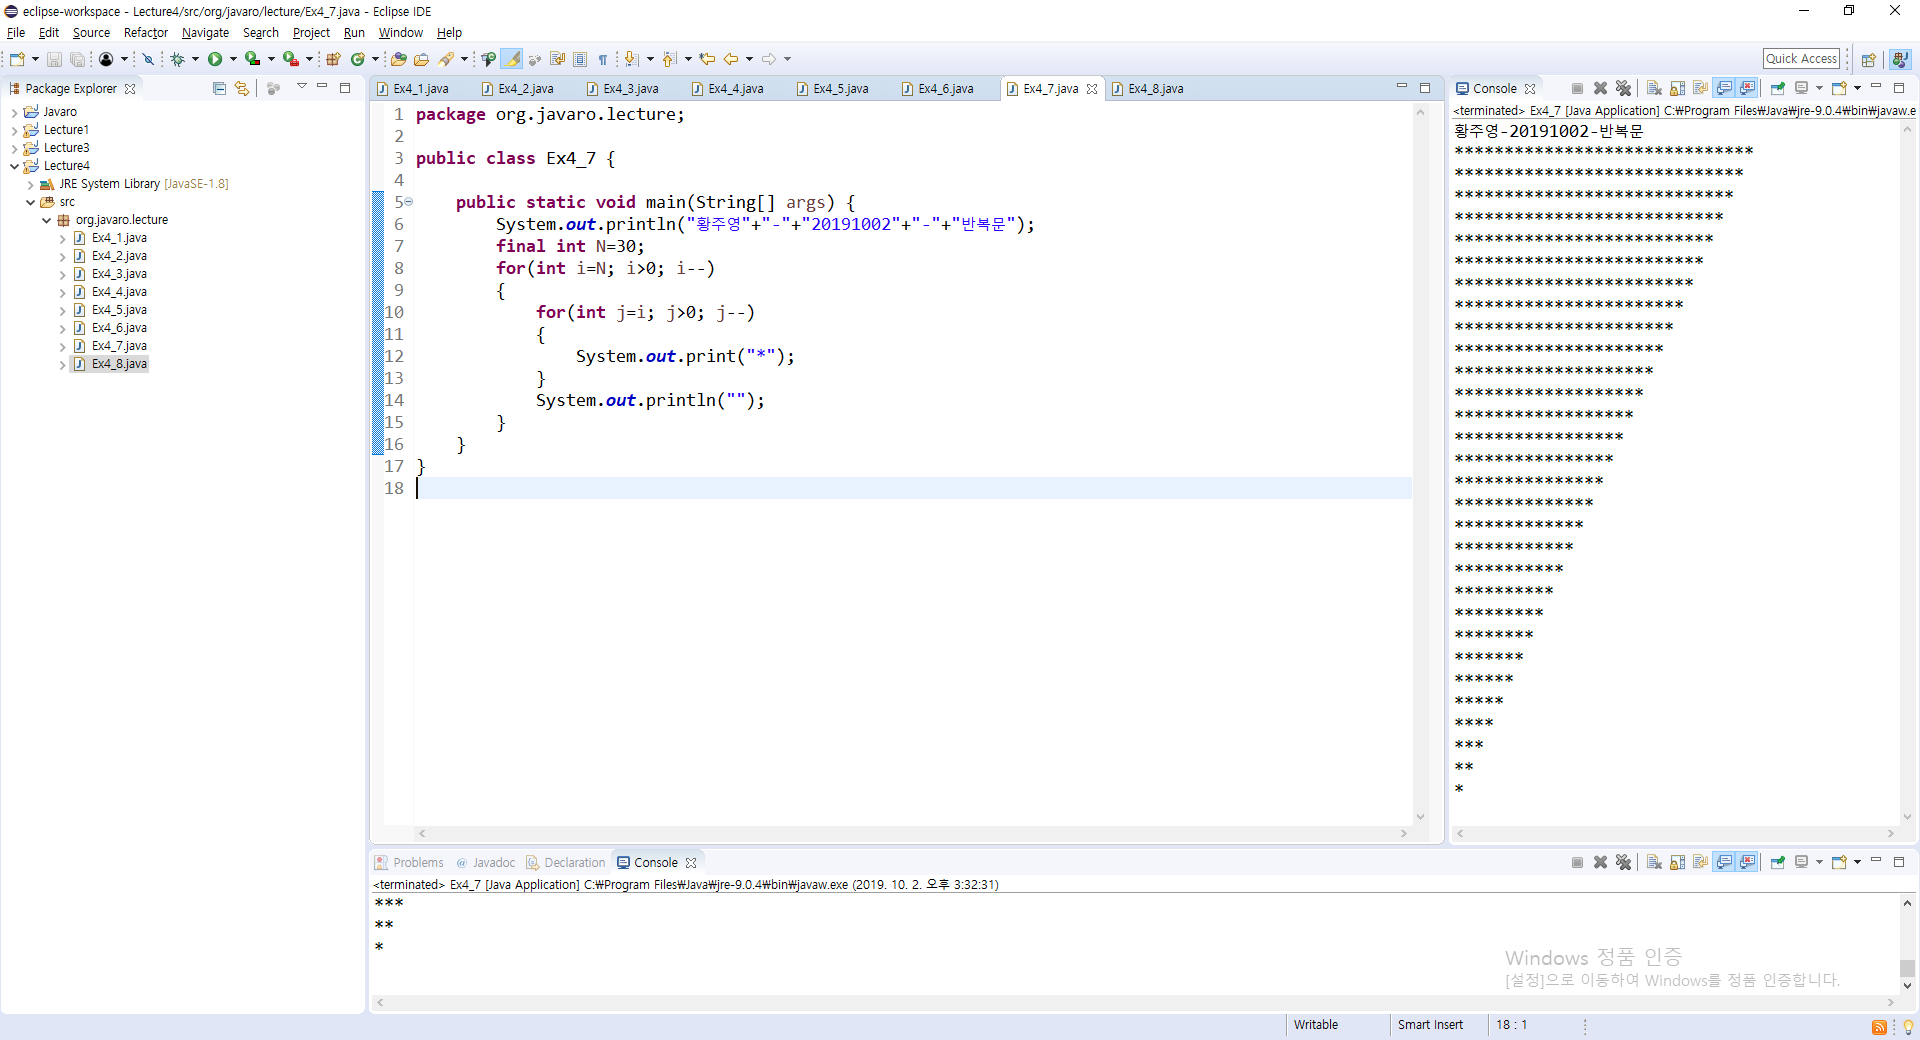 eclipse-workspace - Lecture4/src/org/javaro/lecture/Ex4_7.java - Eclipse IDE
File Edit Source Refactor Navigate Search Project Run Window Help
Quick Access
Package Explorer
Javaro
Lecture1
Lecture3
Lecture4
JRE System Library [JavaSE-1.8]
src
org.javaro.lecture
Ex4_1.java
Ex4_2.java
Ex4_3.java
Ex4_4.java
Ex4_5.java
Ex4_6.java
Ex4_7.java
Ex4_8.java
Ex4_1.java Ex4_2.java Ex4_3.java Ex4_4.java Ex4_5.java Ex4_6.java Ex4_7.java Ex4_8.java
1 package org.javaro.lecture;
2
3 public class Ex4_7 {
4
5 public static void main(String[] args) {
6 System.out.println("황주영"+"-"+"20191002"+"-"+"반복문");
7 final int N=30;
8 for(int i=N; i>0; i--)
9 {
10 for(int j=i; j>0; j--)
11 {
12 System.out.print("*");
13 }
14 System.out.println("");
15 }
16 }
17 }
18
Console
<terminated> Ex4_7 [Java Application] C:₩Program Files₩Java₩jre-9.0.4₩bin₩javaw.e
황주영-20191002-반복문
******************************
*****************************
****************************
***************************
**************************
*************************
************************
***********************
**********************
*********************
********************
*******************
******************
*****************
****************
***************
**************
*************
************
***********
**********
*********
********
*******
******
*****
****
***
**
*
Problems Javadoc Declaration Console
<terminated> Ex4_7 [Java Application] C:₩Program Files₩Java₩jre-9.0.4₩bin₩javaw.exe (2019. 10. 2. 오후 3:32:31)
***
**
*
Windows 정품 인증
[설정]으로 이동하여 Windows를 정품 인증합니다.
Writable Smart Insert 18 : 1